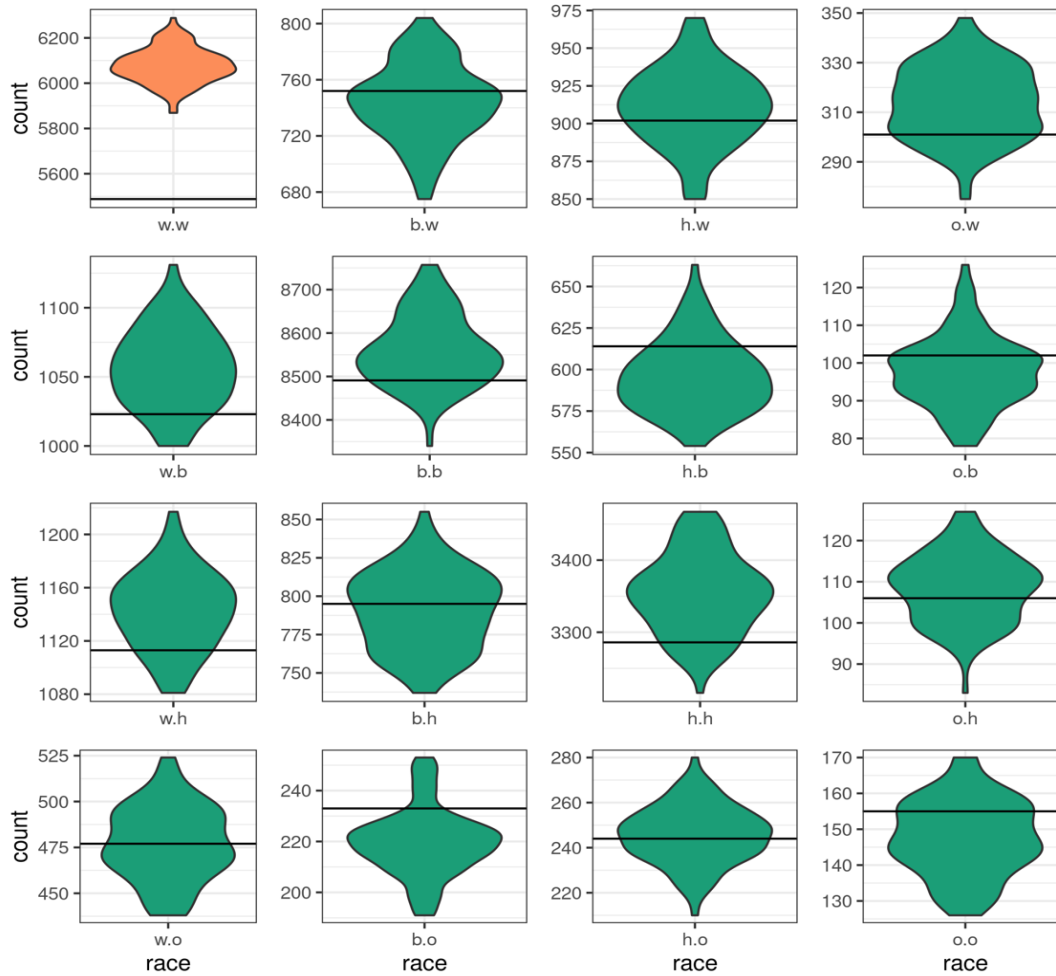 count
6200
6000
5800
5600
w.w
800
760
720
680
b.w
975
950
925
900
875
850
h.w
350
330
310
290
o.w
count
1100
1050
1000
w.b
8700
8600
8500
8400
b.b
650
625
600
575
550
h.b
120
110
100
90
80
o.b
count
1200
1160
1120
1080
w.h
850
825
800
775
750
b.h
3400
3300
h.h
120
110
100
90
o.h
count
525
500
475
450
w.o
race
240
220
200
b.o
race
280
260
240
220
h.o
race
170
160
150
140
130
o.o
race